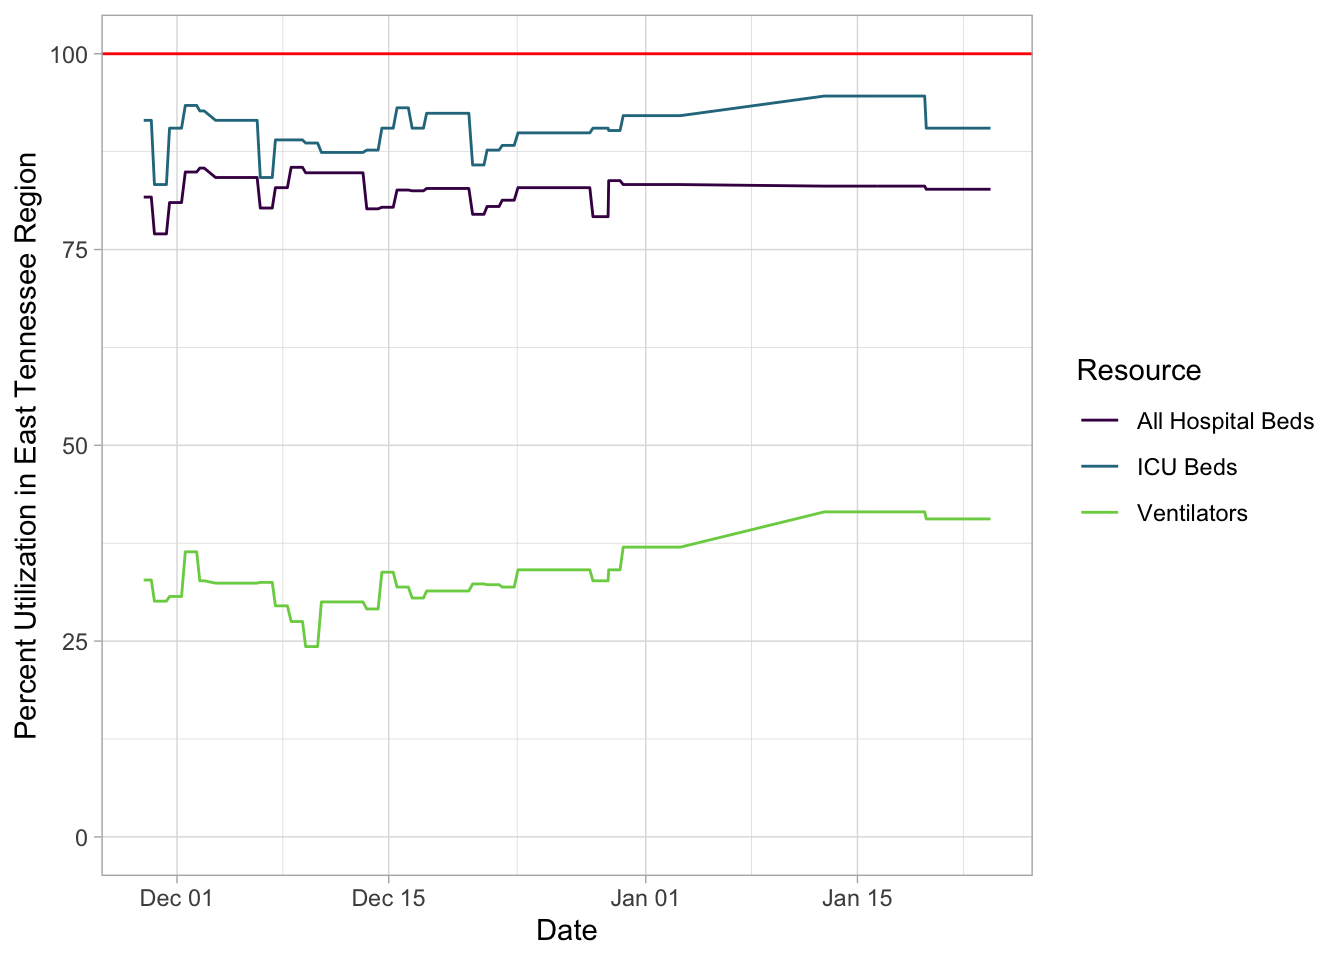 Percent Utilization in East Tennessee Region
100
75
50
25
0
Dec 01
Dec 15
Jan 01
Jan 15
Date
Resource
All Hospital Beds
ICU Beds
Ventilators